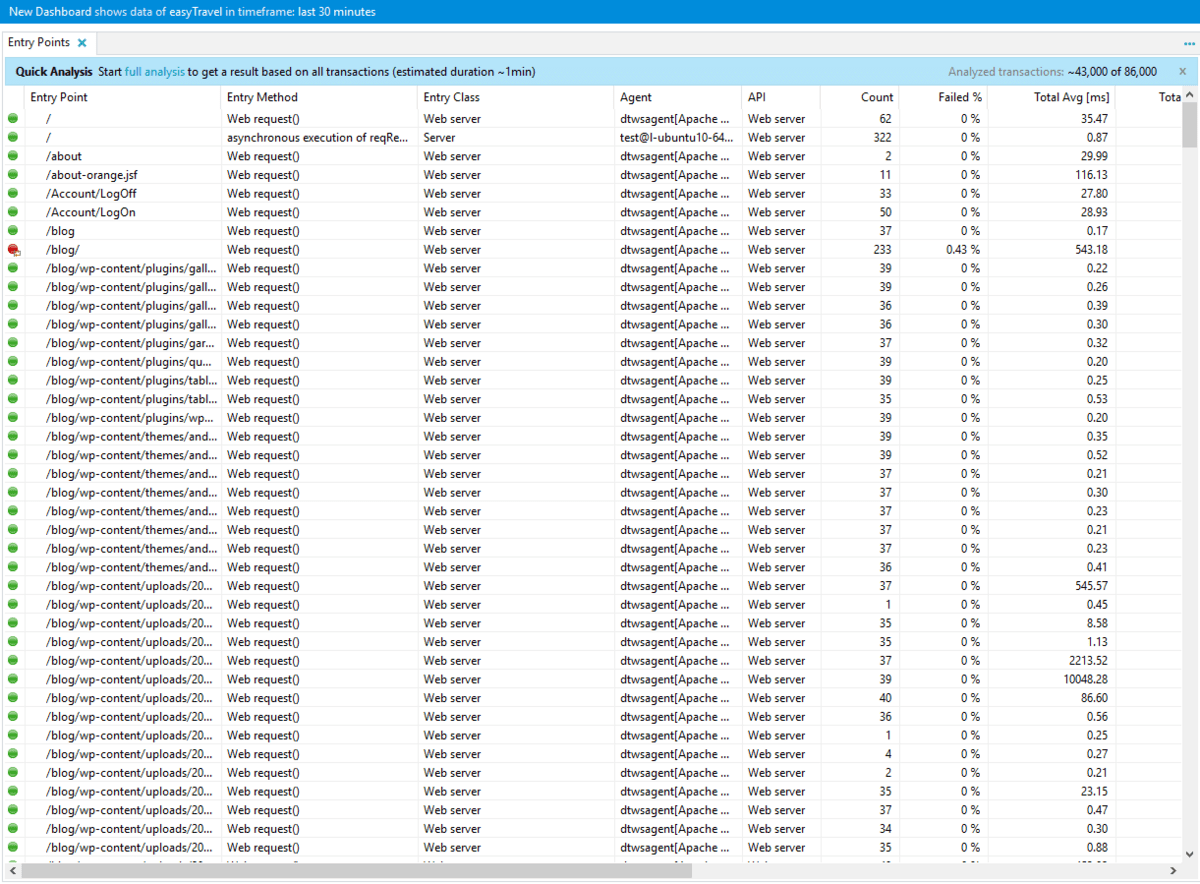 New Dashboard shows data of easyTravel in timeframe: last 30 minutes
Entry Points
Quick Analysis Start full analysis to get a result based on all transactions (estimated duration ~1min) Analyzed transactions: ~43,000 of 86,000
Entry Point Entry Method Entry Class Agent API Count Failed % Total Avg [ms] Tota
/ Web request() Web server dtwsagent[Apache ... Web server 62 0 % 35.47
/ asynchronous execution of reqRe... Server test@l-ubuntu10-64... Web server 322 0 % 0.87
/about Web request() Web server dtwsagent[Apache ... Web server 2 0 % 29.99
/about-orange.jsf Web request() Web server dtwsagent[Apache ... Web server 11 0 % 116.13
/Account/LogOff Web request() Web server dtwsagent[Apache ... Web server 33 0 % 27.80
/Account/LogOn Web request() Web server dtwsagent[Apache ... Web server 50 0 % 28.93
/blog Web request() Web server dtwsagent[Apache ... Web server 37 0 % 0.17
/blog/ Web request() Web server dtwsagent[Apache ... Web server 233 0.43 % 543.18
/blog/wp-content/plugins/gall... Web request() Web server dtwsagent[Apache ... Web server 39 0 % 0.22
/blog/wp-content/plugins/gall... Web request() Web server dtwsagent[Apache ... Web server 39 0 % 0.26
/blog/wp-content/plugins/gall... Web request() Web server dtwsagent[Apache ... Web server 36 0 % 0.39
/blog/wp-content/plugins/gall... Web request() Web server dtwsagent[Apache ... Web server 36 0 % 0.30
/blog/wp-content/plugins/gar... Web request() Web server dtwsagent[Apache ... Web server 37 0 % 0.32
/blog/wp-content/plugins/qu... Web request() Web server dtwsagent[Apache ... Web server 39 0 % 0.20
/blog/wp-content/plugins/tabl... Web request() Web server dtwsagent[Apache ... Web server 39 0 % 0.25
/blog/wp-content/plugins/tabl... Web request() Web server dtwsagent[Apache ... Web server 35 0 % 0.53
/blog/wp-content/plugins/wp... Web request() Web server dtwsagent[Apache ... Web server 39 0 % 0.20
/blog/wp-content/themes/and... Web request() Web server dtwsagent[Apache ... Web server 39 0 % 0.35
/blog/wp-content/themes/and... Web request() Web server dtwsagent[Apache ... Web server 39 0 % 0.52
/blog/wp-content/themes/and... Web request() Web server dtwsagent[Apache ... Web server 37 0 % 0.21
/blog/wp-content/themes/and... Web request() Web server dtwsagent[Apache ... Web server 37 0 % 0.30
/blog/wp-content/themes/and... Web request() Web server dtwsagent[Apache ... Web server 37 0 % 0.23
/blog/wp-content/themes/and... Web request() Web server dtwsagent[Apache ... Web server 37 0 % 0.21
/blog/wp-content/themes/and... Web request() Web server dtwsagent[Apache ... Web server 37 0 % 0.23
/blog/wp-content/themes/and... Web request() Web server dtwsagent[Apache ... Web server 36 0 % 0.41
/blog/wp-content/uploads/20... Web request() Web server dtwsagent[Apache ... Web server 37 0 % 545.57
/blog/wp-content/uploads/20... Web request() Web server dtwsagent[Apache ... Web server 1 0 % 0.45
/blog/wp-content/uploads/20... Web request() Web server dtwsagent[Apache ... Web server 35 0 % 8.58
/blog/wp-content/uploads/20... Web request() Web server dtwsagent[Apache ... Web server 35 0 % 1.13
/blog/wp-content/uploads/20... Web request() Web server dtwsagent[Apache ... Web server 37 0 % 2213.52
/blog/wp-content/uploads/20... Web request() Web server dtwsagent[Apache ... Web server 39 0 % 10048.28
/blog/wp-content/uploads/20... Web request() Web server dtwsagent[Apache ... Web server 40 0 % 86.60
/blog/wp-content/uploads/20... Web request() Web server dtwsagent[Apache ... Web server 36 0 % 0.56
/blog/wp-content/uploads/20... Web request() Web server dtwsagent[Apache ... Web server 1 0 % 0.25
/blog/wp-content/uploads/20... Web request() Web server dtwsagent[Apache ... Web server 4 0 % 0.27
/blog/wp-content/uploads/20... Web request() Web server dtwsagent[Apache ... Web server 2 0 % 0.21
/blog/wp-content/uploads/20... Web request() Web server dtwsagent[Apache ... Web server 35 0 % 23.15
/blog/wp-content/uploads/20... Web request() Web server dtwsagent[Apache ... Web server 37 0 % 0.47
/blog/wp-content/uploads/20... Web request() Web server dtwsagent[Apache ... Web server 34 0 % 0.30
/blog/wp-content/uploads/20... Web request() Web server dtwsagent[Apache ... Web server 35 0 % 0.88